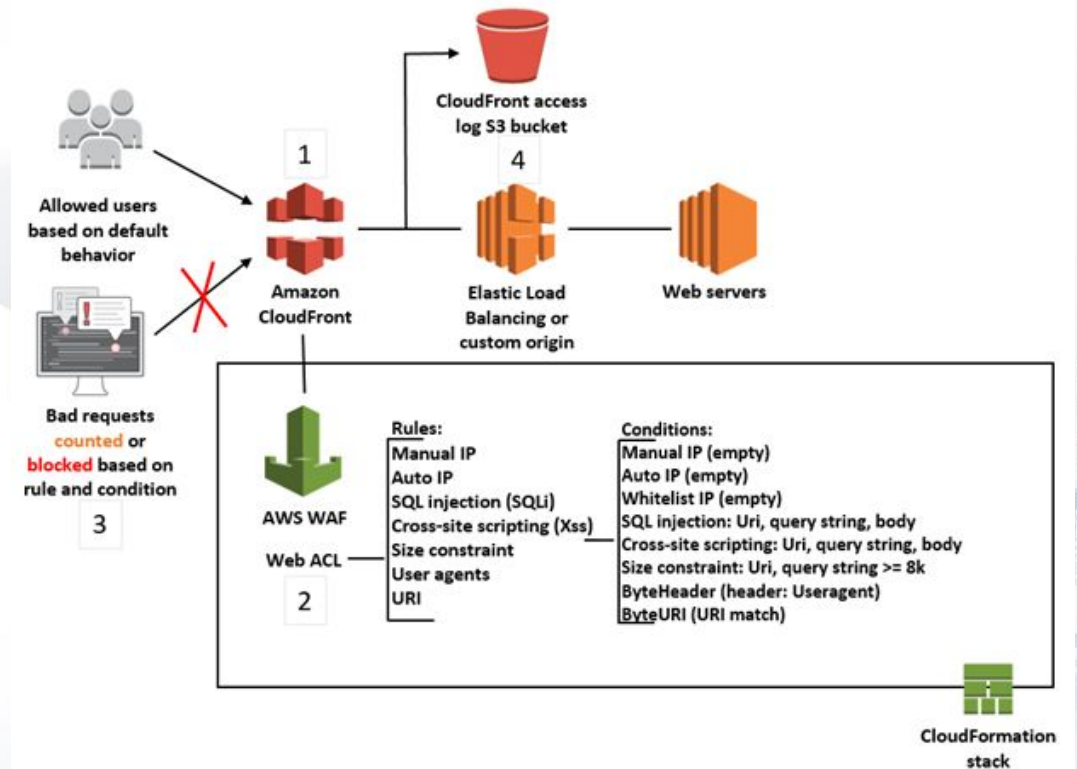 CloudFront access
log S3 bucket
1
4
Allowed users
based on default
behavior
Amazon
CloudFront
Elastic Load
Balancing or
custom origin
Web servers
Bad requests
counted or
blocked based on
rule and condition
3
AWS WAF
Web ACL
2
Rules:
Manual IP
Auto IP
SQL injection (SQLi)
Cross-site scripting (Xss)
Size constraint
User agents
URI
Conditions:
Manual IP (empty)
Auto IP (empty)
Whitelist IP (empty)
SQL injection: Uri, query string, body
Cross-site scripting: Uri, query string, body
Size constraint: Uri, query string >= 8k
ByteHeader (header: Useragent)
ByteURI (URI match)
CloudFormation
stack